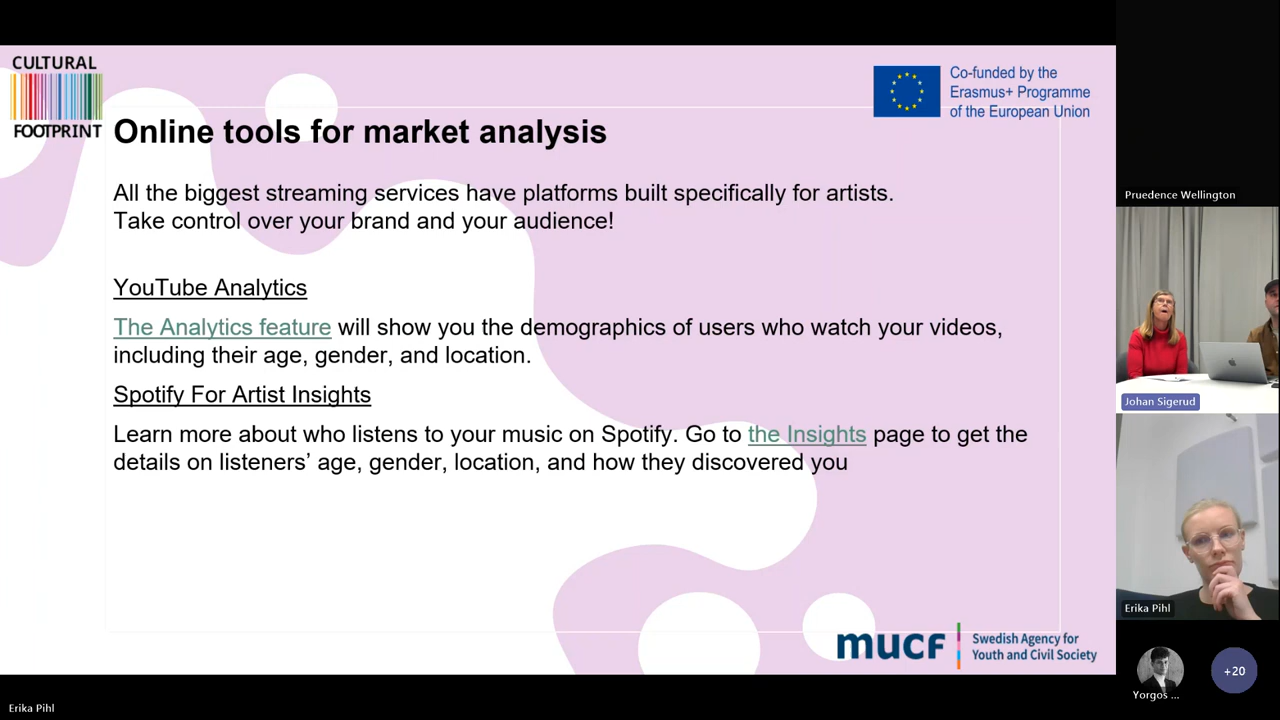 CULTURAL
FOOTPRINT
Co-funded by the
Erasmus+ Programme
of the European Union
Online tools for market analysis
All the biggest streaming services have platforms built specifically for artists.
Take control over your brand and your audience!
YouTube Analytics
The Analytics feature will show you the demographics of users who watch your videos,
including their age, gender, and location.
Spotify For Artist Insights
Learn more about who listens to your music on Spotify. Go to the Insights page to get the
details on listeners’ age, gender, location, and how they discovered you
mucf
Swedish Agency for
Youth and Civil Society
Pruedence Wellington
Johan Sigerud
Erika Pihl
Yorgos ...
+20
Erika Pihl